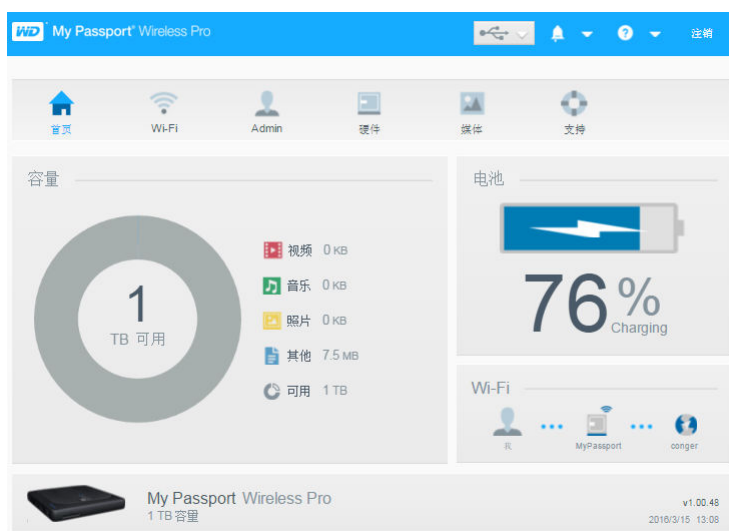 WD My Passport® Wireless Pro
注销
首页 Wi-Fi Admin 硬件 媒体 支持
容量
1
TB 可用
视频 0 KB
音乐 0 KB
照片 0 KB
其他 7.5 MB
可用 1 TB
电池
76%
Charging
Wi-Fi
我 MyPassport conger
My Passport Wireless Pro
1 TB 容量
v1.00.48
2016/3/15 13:08